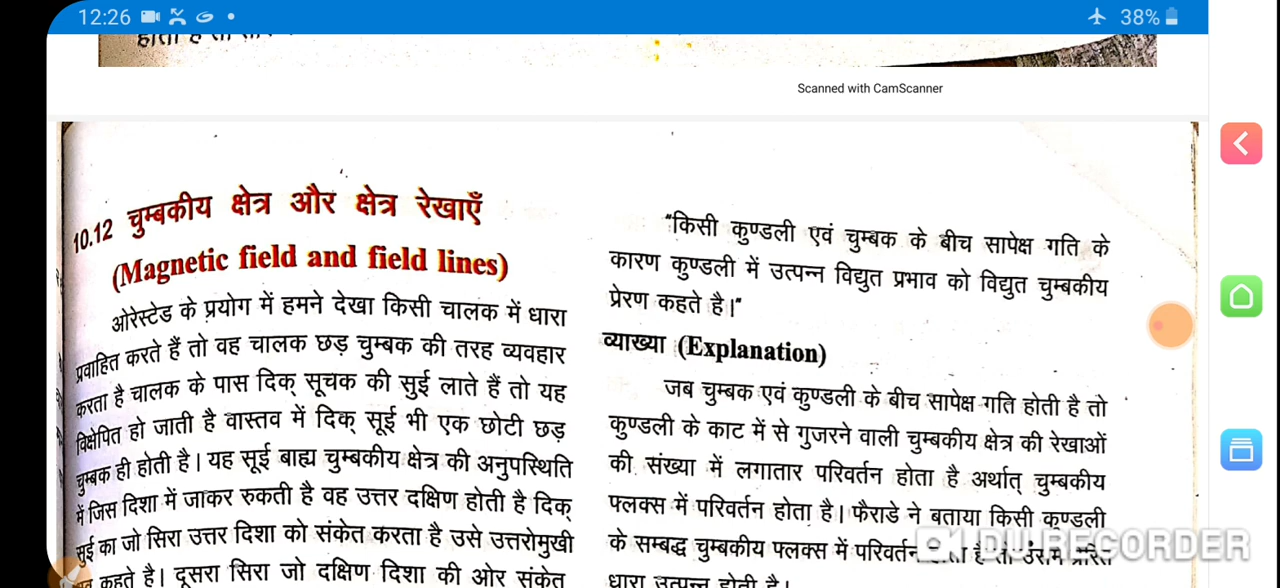 12:26
38%
Scanned with CamScanner
10.12 चुम्बकीय क्षेत्र और क्षेत्र रेखाएँ
(Magnetic field and field lines)
ओरेस्टेड के प्रयोग में हमने देखा किसी चालक में धारा
प्रवाहित करते हैं तो वह चालक छड़ चुम्बक की तरह व्यवहार
करता है चालक के पास दिक् सूचक की सुई लाते हैं तो यह
विक्षेपित हो जाती है वास्तव में दिक् सूई भी एक छोटी छड़
चुम्बक ही होती है। यह सूई बाह्य चुम्बकीय क्षेत्र की अनुपस्थिति
में जिस दिशा में जाकर रुकती है वह उत्तर दक्षिण होती है दिक्
सूई का जो सिरा उत्तर दिशा को संकेत करता है उसे उत्तरोमुखी
कहते है। दूसरा सिरा जो दक्षिण दिशा की ओर संकेत
"किसी कुण्डली एवं चुम्बक के बीच सापेक्ष गति के
कारण कुण्डली में उत्पन्न विद्युत प्रभाव को विद्युत चुम्बकीय
प्रेरण कहते है।"
व्याख्या (Explanation)
जब चुम्बक एवं कुण्डली के बीच सापेक्ष गति होती है तो
कुण्डली के काट में से गुजरने वाली चुम्बकीय क्षेत्र की रेखाओं
की संख्या में लगातार परिवर्तन होता है अर्थात् चुम्बकीय
फ्लक्स में परिवर्तन होता है। फैराडे ने बताया किसी कुण्डली
के सम्बद्ध चुम्बकीय फ्लक्स में परिवर्तन
धारा उत्पन्न होती है।
DU RECORDER